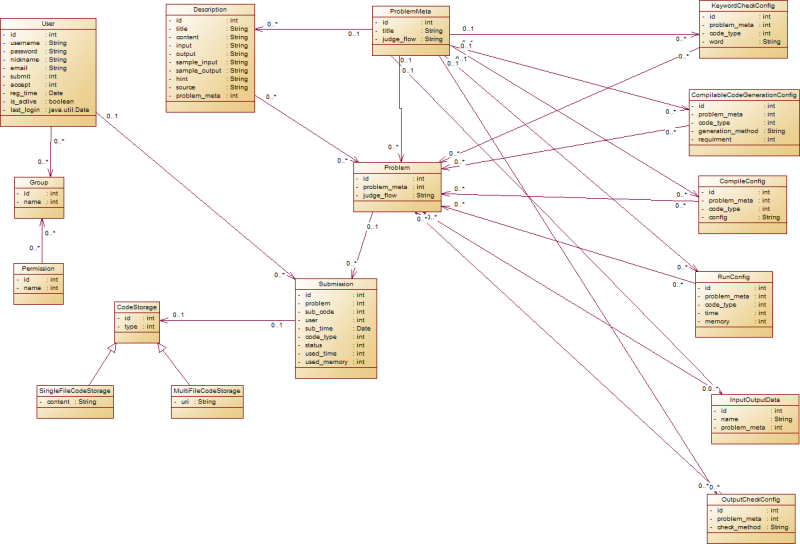 User
- id : int
- username : String
- password : String
- nickname : String
- email : String
- submit : int
- accept : int
- reg_time : Date
- is_active : boolean
- last_login : java.util.Date
Description
- id : int
- title : String
- content : String
- input : String
- output : String
- sample_input : String
- sample_output : String
- hint : String
- source : String
- problem_meta : int
ProblemMeta
- id : int
- title : String
- judge_flow : String
KeywordCheckConfig
- id : int
- problem_meta : int
- code_type : int
- word : String
CompilableCodeGenerationConfig
- id : int
- problem_meta : int
- code_type : int
- generation_method : String
- requirment : int
Problem
- id : int
- problem_meta : int
- judge_flow : String
CompileConfig
- id : int
- problem_meta : int
- code_type : int
- config : String
Group
- id : int
- name : int
Permission
- id : int
- name : int
RunConfig
- id : int
- problem_meta : int
- code_type : int
- time : int
- memory : int
Submission
- id : int
- problem : int
- sub_code : int
- user : int
- sub_time : Date
- code_type : int
- status : int
- used_time : int
- used_memory : int
CodeStorage
- id : int
- type : int
SingleFileCodeStorage
- content : String
MultiFileCodeStorage
- uri : String
InputOutputData
- id : int
- name : String
- problem_meta : int
OutputCheckConfig
- id : int
- problem_meta : int
- check_method : String
0..*
0..1
0..1
0..*
0..*
0..1
0..1
0..1
0..*
0..*
0..1
0..*
0..*
0..*
0..*
0..*
0..*
0..*
0..*
0..*
0..*
0..1
0..*
0..*
0..*
0..*
0..*
0..1
0..1
0..*
0..*